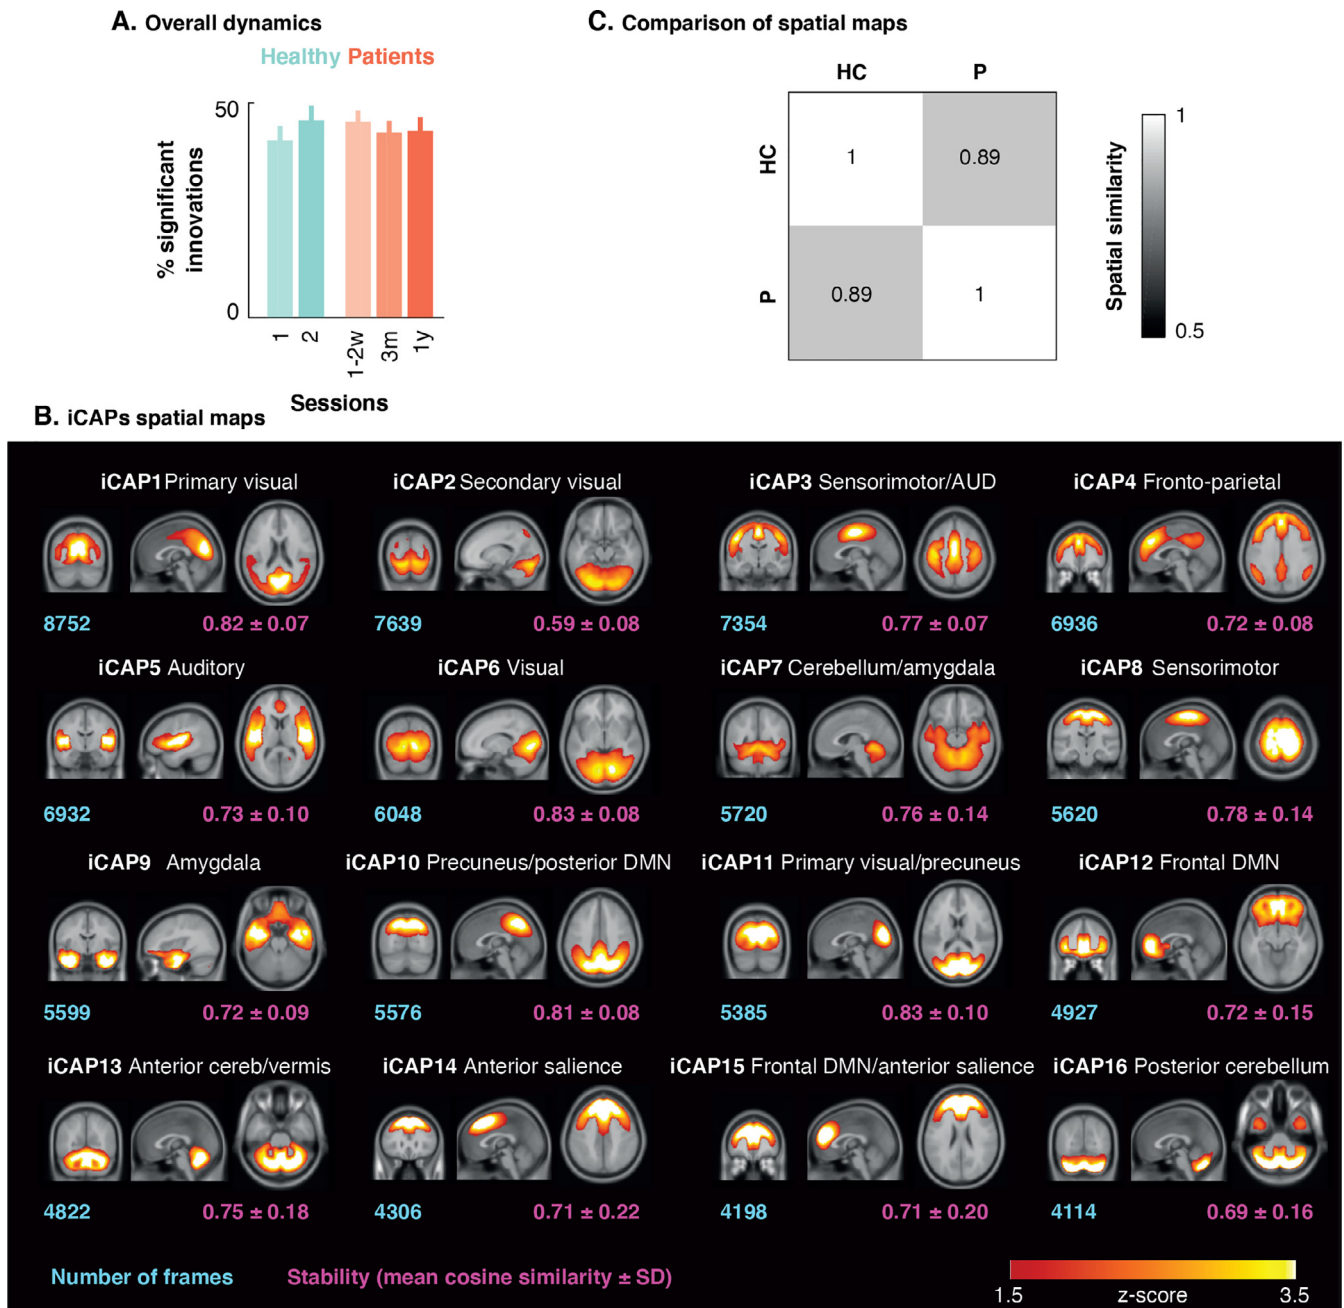 A. Overall dynamics
Healthy Patients
50
% significant innovations
0
1
2
1-2w
3m
1y
Sessions
C. Comparison of spatial maps
HC P
HC 1 0.89
P 0.89 1
Spatial similarity
1
0.5
B. iCAPs spatial maps
iCAP1 Primary visual
8752 0.82 ± 0.07
iCAP2 Secondary visual
7639 0.59 ± 0.08
iCAP3 Sensorimotor/AUD
7354 0.77 ± 0.07
iCAP4 Fronto-parietal
6936 0.72 ± 0.08
iCAP5 Auditory
6932 0.73 ± 0.10
iCAP6 Visual
6048 0.83 ± 0.08
iCAP7 Cerebellum/amygdala
5720 0.76 ± 0.14
iCAP8 Sensorimotor
5620 0.78 ± 0.14
iCAP9 Amygdala
5599 0.72 ± 0.09
iCAP10 Precuneus/posterior DMN
5576 0.81 ± 0.08
iCAP11 Primary visual/precuneus
5385 0.83 ± 0.10
iCAP12 Frontal DMN
4927 0.72 ± 0.15
iCAP13 Anterior cereb/vermis
4822 0.75 ± 0.18
iCAP14 Anterior salience
4306 0.71 ± 0.22
iCAP15 Frontal DMN/anterior salience
4198 0.71 ± 0.20
iCAP16 Posterior cerebellum
4114 0.69 ± 0.16
Number of frames
Stability (mean cosine similarity ± SD)
1.5 z-score 3.5